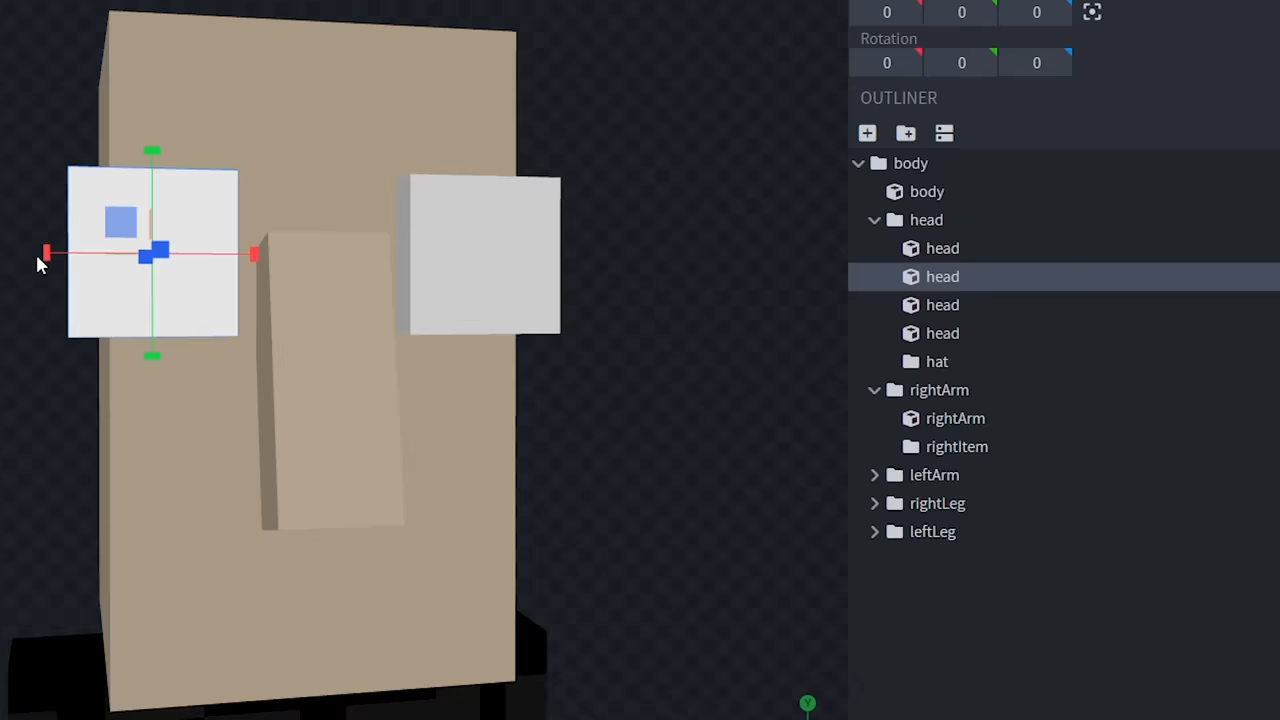 0 0 0
Rotation
0 0 0
OUTLINER
body
body
head
head
head
head
head
hat
rightArm
rightArm
rightItem
leftArm
rightLeg
leftLeg
Y